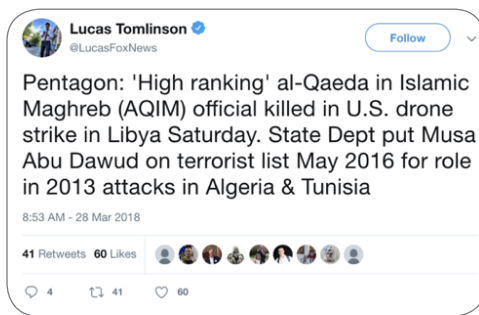 Lucas Tomlinson
Follow
@LucasFoxNews
Pentagon: 'High ranking' al-Qaeda in Islamic
Maghreb (AQIM) official killed in U.S. drone
strike in Libya Saturday. State Dept put Musa
Abu Dawud on terrorist list May 2016 for role
in 2013 attacks in Algeria & Tunisia
8:53 AM - 28 Mar 2018
41 Retweets 60 Likes
4 41 60